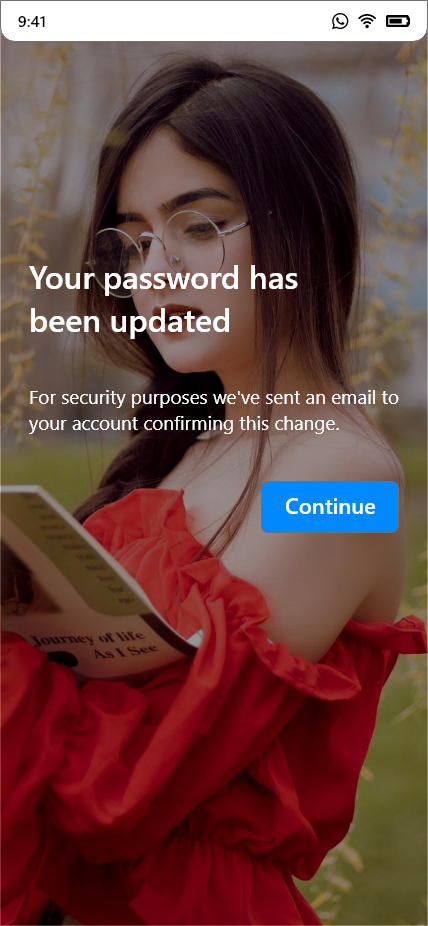 9:41
Your password has
been updated
For security purposes we've sent an email to
your account confirming this change.
Continue
Journey of life
As I See